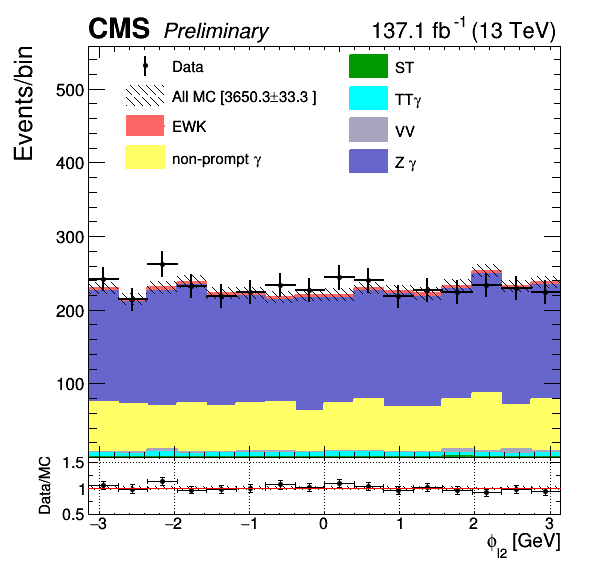 CMS Preliminary 137.1 fb⁻¹ (13 TeV)
Events/bin
Data
All MC [3650.3±33.3 ]
EWK
non-prompt γ
ST
TTγ
VV
Z γ
500
400
300
200
100
Data/MC
1.5
1
0.5
−3 −2 −1 0 1 2 3
ϕ_l2 [GeV]